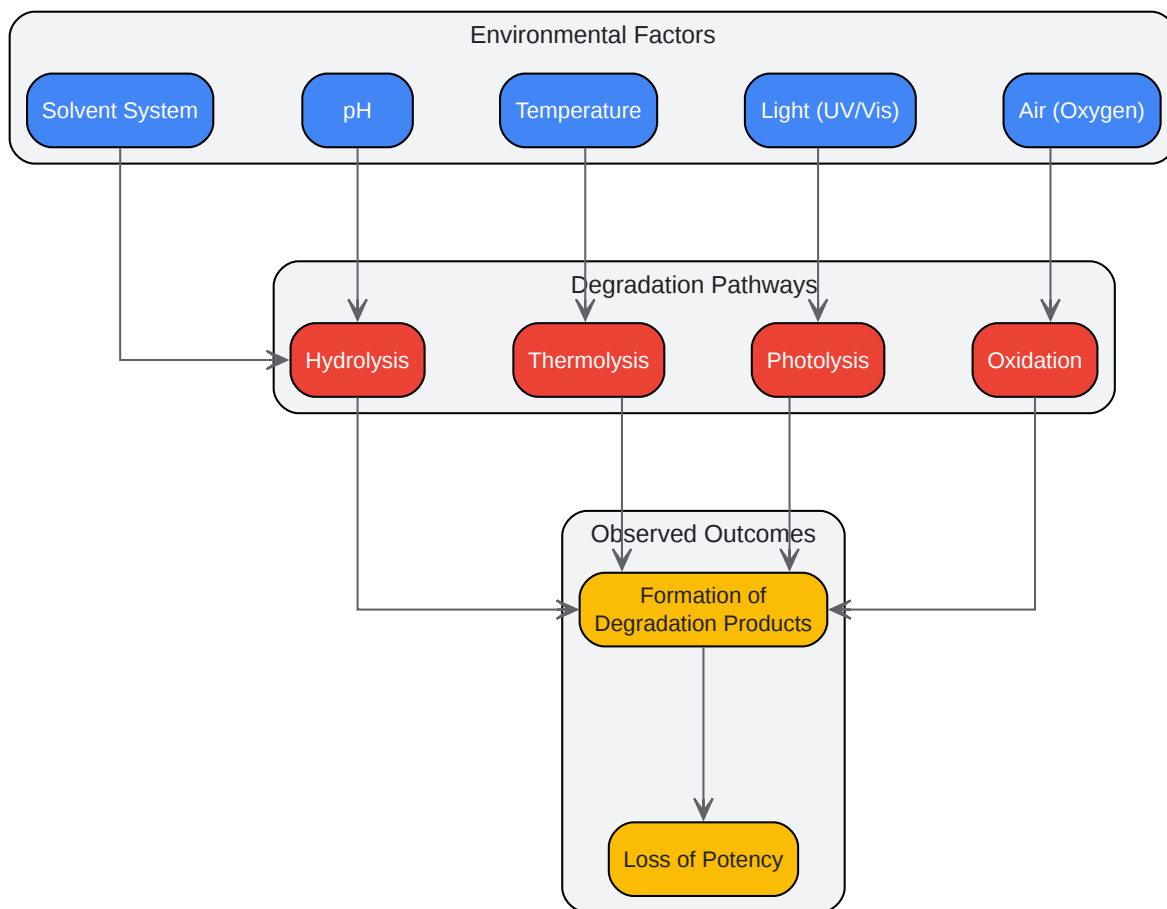 Environmental Factors
Solvent System
pH
Temperature
Light (UV/Vis)
Air (Oxygen)
Degradation Pathways
Hydrolysis
Thermolysis
Photolysis
Oxidation
Observed Outcomes
Formation of
Degradation Products
Loss of Potency